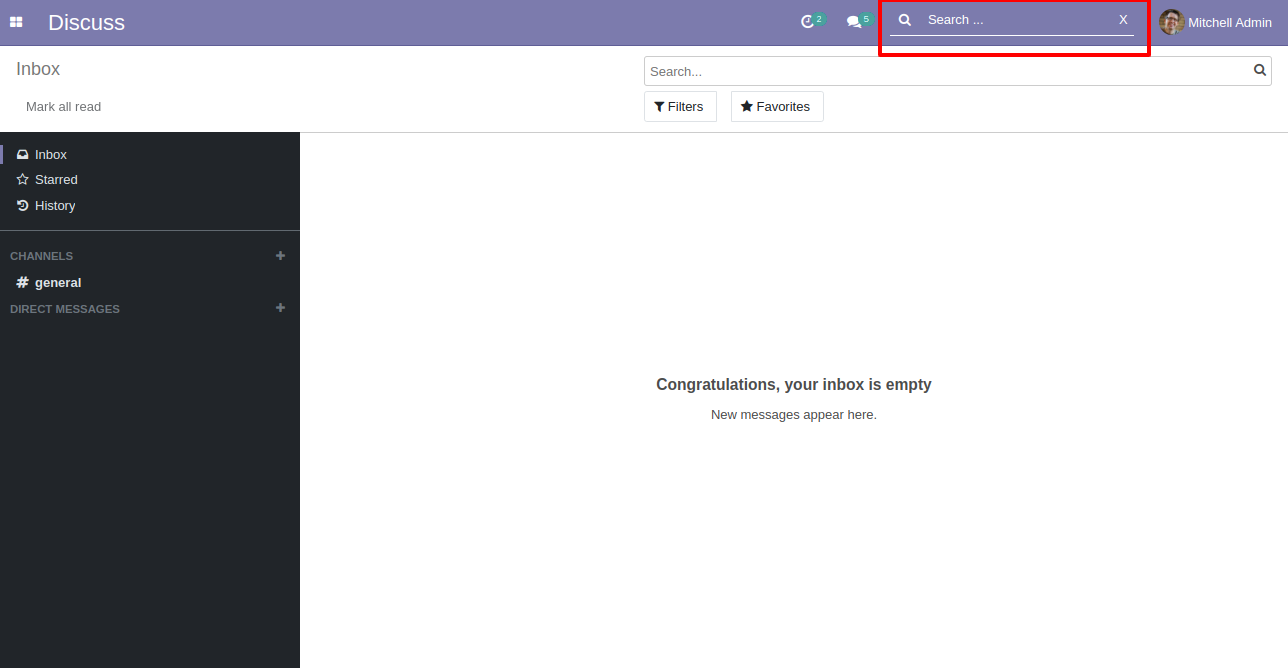 Discuss
2
5
Search ...
X
Mitchell Admin
Inbox
Search...
Mark all read
Filters
Favorites
Inbox
Starred
History
CHANNELS
+
# general
DIRECT MESSAGES
+
Congratulations, your inbox is empty
New messages appear here.